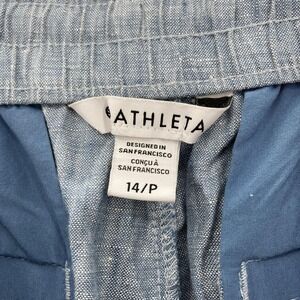 ATHLETA
DESIGNED IN
SAN FRANCISCO
CONÇU À
SAN FRANCISCO
14/P